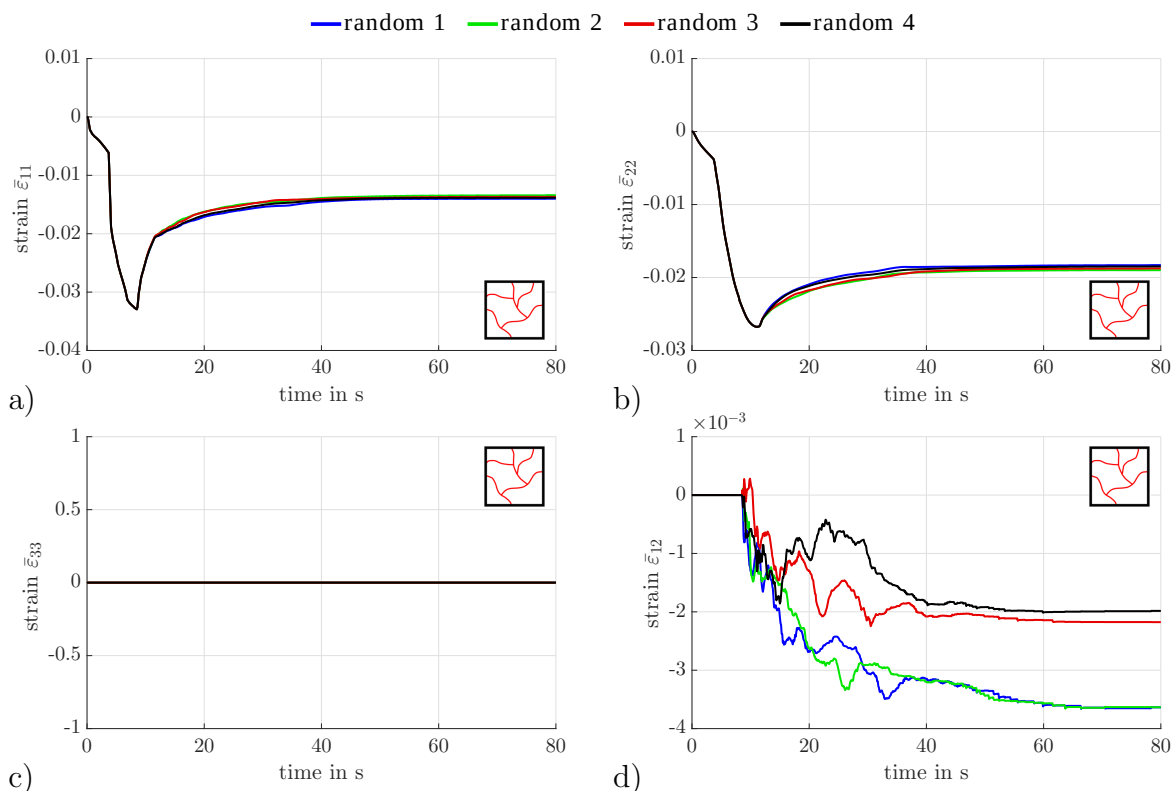 random 1 random 2 random 3 random 4
0.01
0
-0.01
-0.02
-0.03
-0.04
strain ε̄₁₁
0 20 40 60 80
time in s
a)
0.01
0
-0.01
-0.02
-0.03
strain ε̄₂₂
0 20 40 60 80
time in s
b)
1
0.5
0
-0.5
-1
strain ε̄₃₃
0 20 40 60 80
time in s
c)
×10⁻³
1
0
-1
-2
-3
-4
strain ε̄₁₂
0 20 40 60 80
time in s
d)